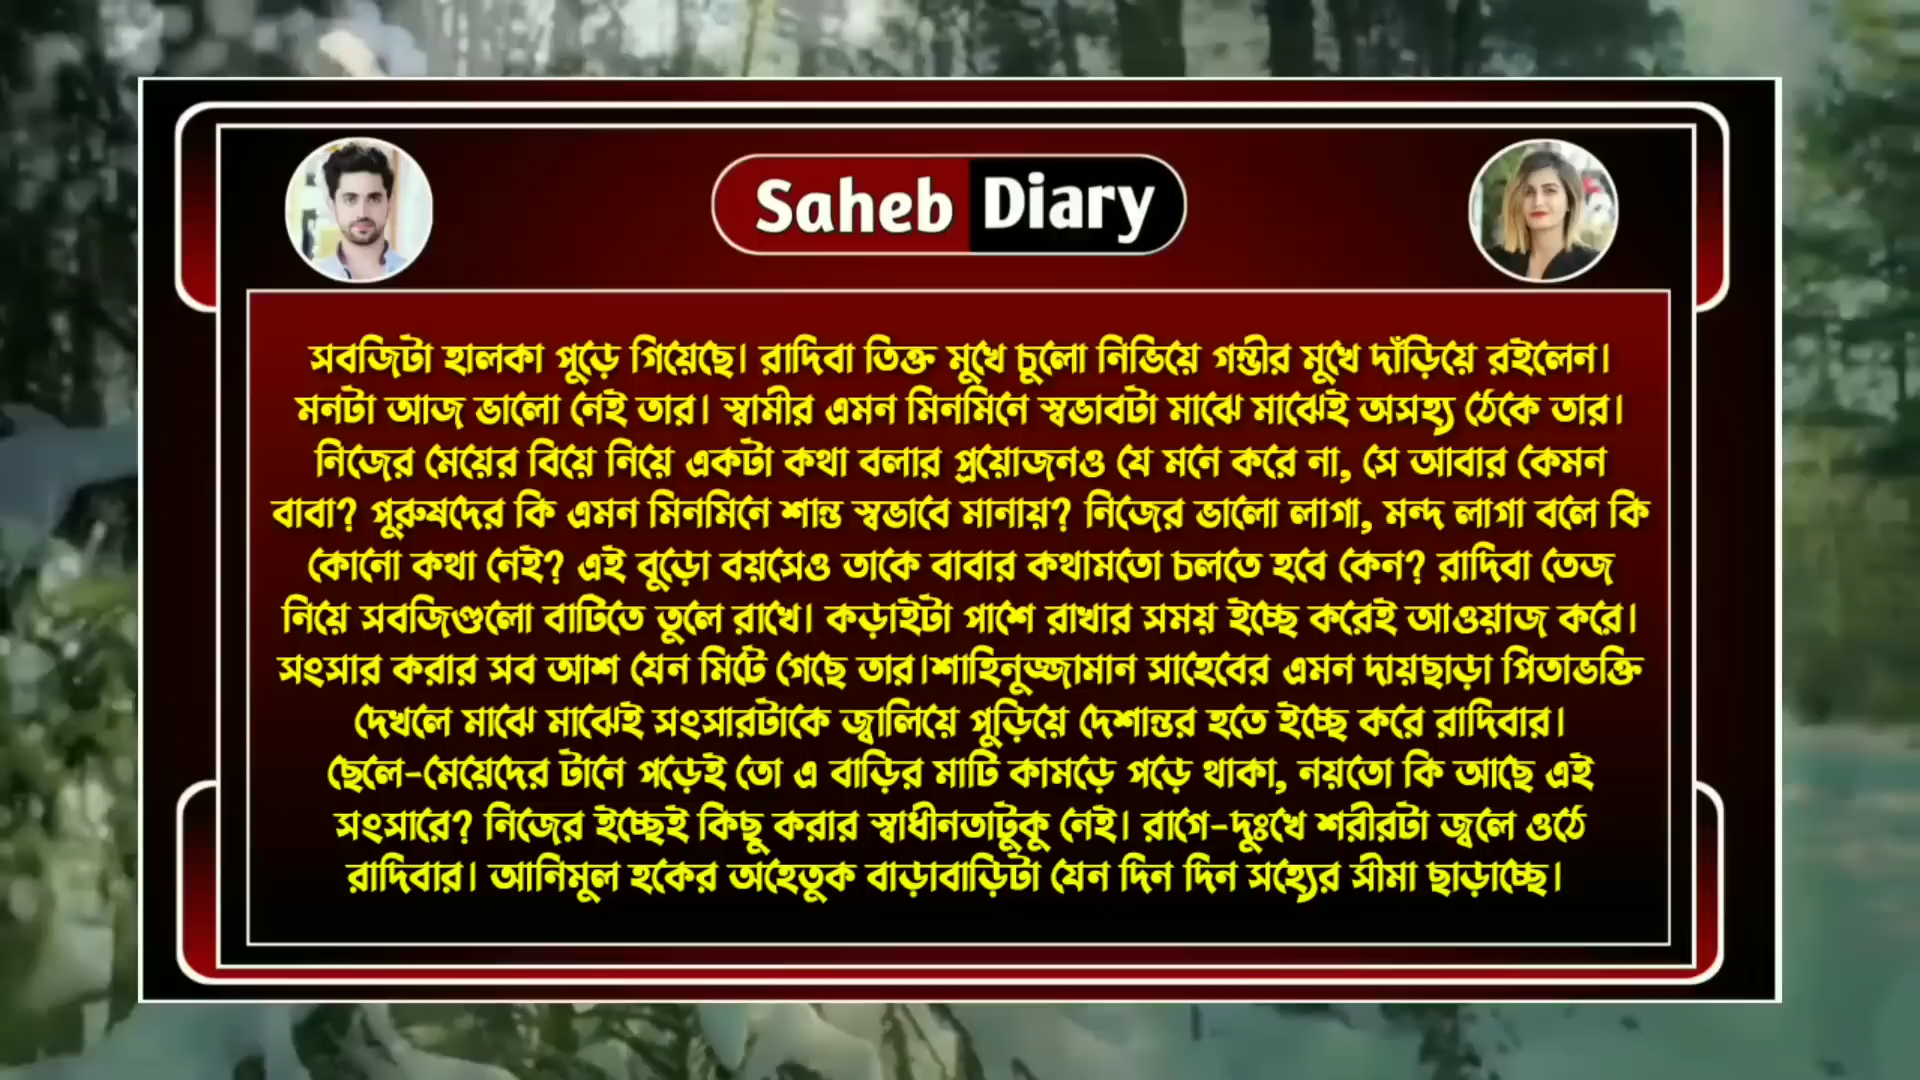 Saheb Diary
সবজিটা হালকা পুড়ে গিয়েছে। রাদিবা তিক্ত মুখে চুলো নিভিয়ে গম্ভীর মুখে দাঁড়িয়ে রইলেন।
মনটা আজ ভালো নেই তার। স্বামীর এমন মিনমিনে স্বভাবটা মাঝে মাঝেই অসহ্য ঠেকে তার।
নিজের মেয়ের বিয়ে নিয়ে একটা কথা বলার প্রয়োজনও যে মনে করে না, সে আবার কেমন
বাবা? পুরুষদের কি এমন মিনমিনে শান্ত স্বভাবে মানায়? নিজের ভালো লাগা, মন্দ লাগা বলে কি
কোনো কথা নেই? এই বুড়ো বয়সেও তাকে বাবার কথামতো চলতে হবে কেন? রাদিবা তেজ
নিয়ে সবজিগুলো বাটিতে তুলে রাখে। কড়াইটা পাশে রাখার সময় ইচ্ছে করেই আওয়াজ করে।
সংসার করার সব আশ যেন মিটে গেছে তার।শাহিনুজ্জামান সাহেবের এমন দায়ছাড়া পিতাভক্তি
দেখলে মাঝে মাঝেই সংসারটাকে জ্বালিয়ে পুড়িয়ে দেশান্তর হতে ইচ্ছে করে রাদিবার।
ছেলে-মেয়েদের টানে পড়েই তো এ বাড়ির মাটি কামড়ে পড়ে থাকা, নয়তো কি আছে এই
সংসারে? নিজের ইচ্ছেই কিছু করার স্বাধীনতাটুকু নেই। রাগে-দুঃখে শরীরটা জ্বলে ওঠে
রাদিবার। আনিমুল হকের অহেতুক বাড়াবাড়িটা যেন দিন দিন সহ্যের সীমা ছাড়াচ্ছে।